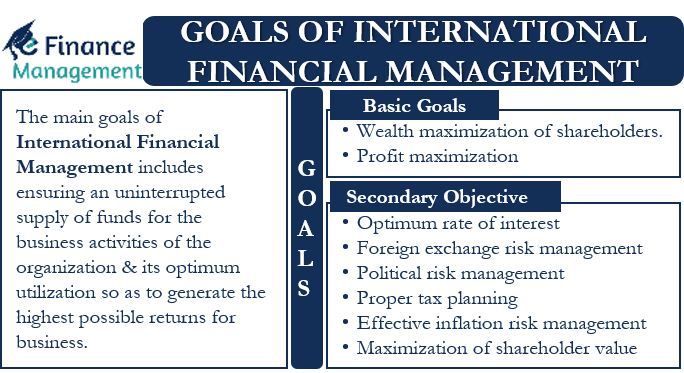 Finance
Management
GOALS OF INTERNATIONAL
FINANCIAL MANAGEMENT
The main goals of
International Financial
Management includes
ensuring an uninterrupted
supply of funds for the
business activities of the
organization & its optimum
utilization so as to generate the
highest possible returns for
business.
G
O
A
L
S
Basic Goals
• Wealth maximization of shareholders.
• Profit maximization
Secondary Objective
• Optimum rate of interest
• Foreign exchange risk management
• Political risk management
• Proper tax planning
• Effective inflation risk management
• Maximization of shareholder value